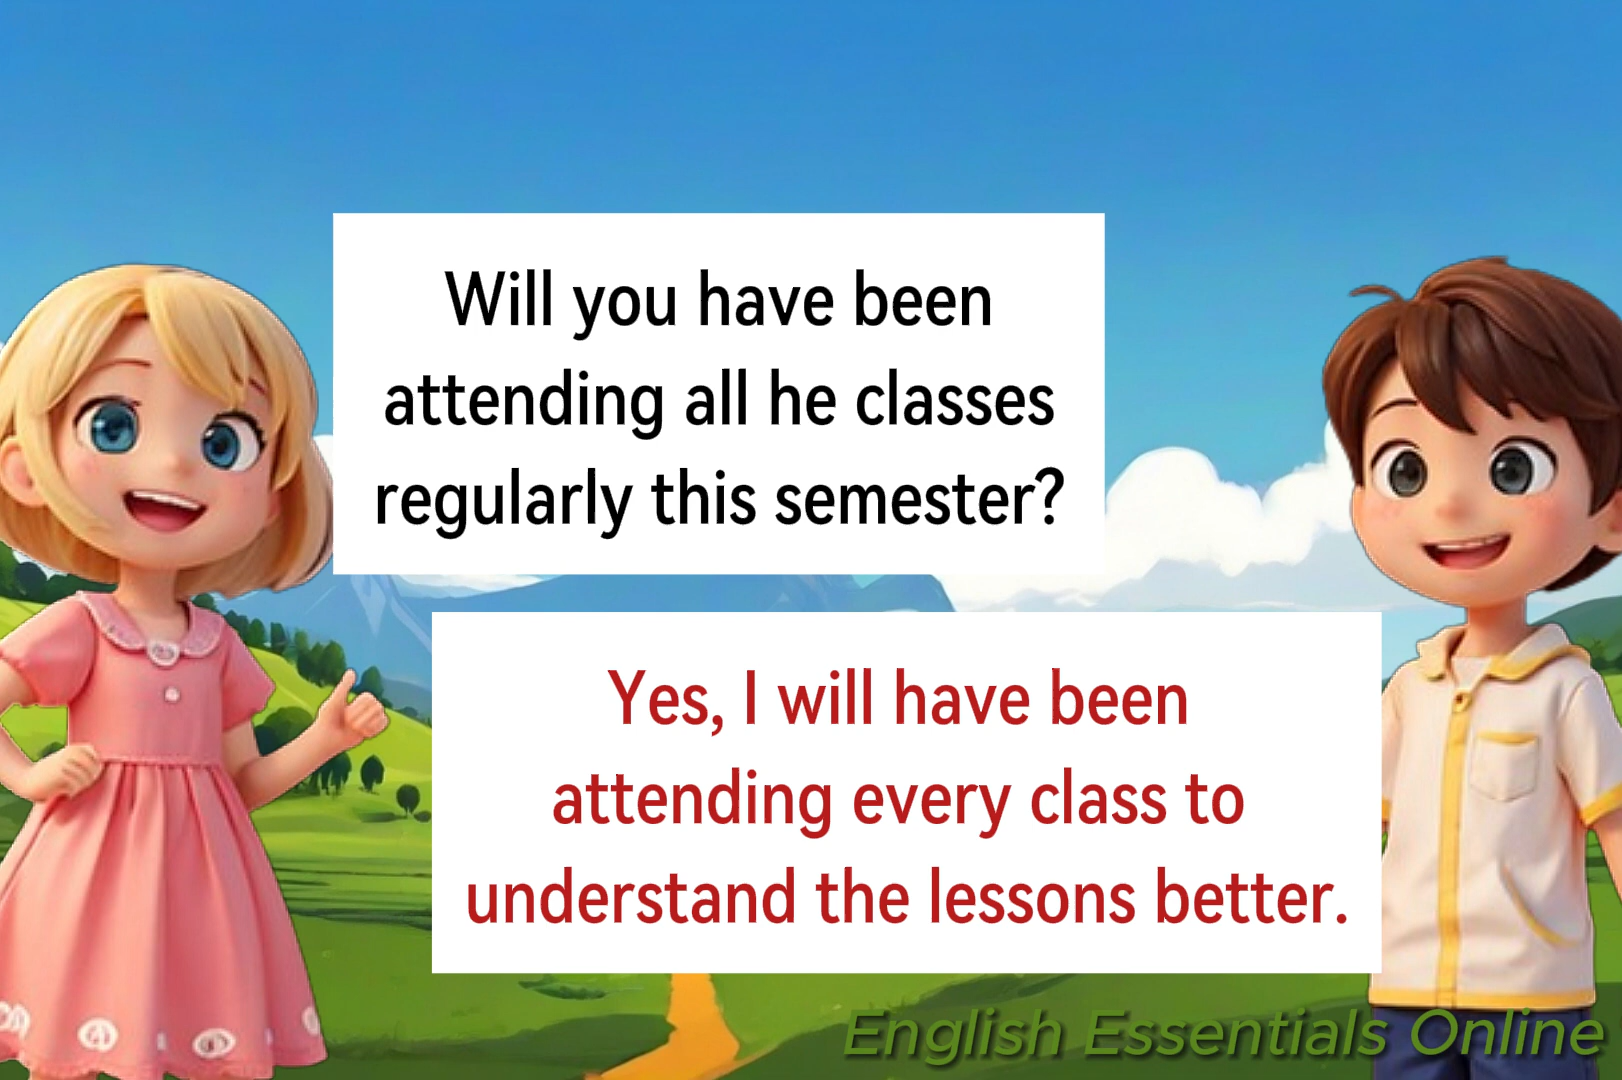 Will you have been
attending all he classes
regularly this semester?
Yes, I will have been
attending every class to
understand the lessons better.
English Essentials Online